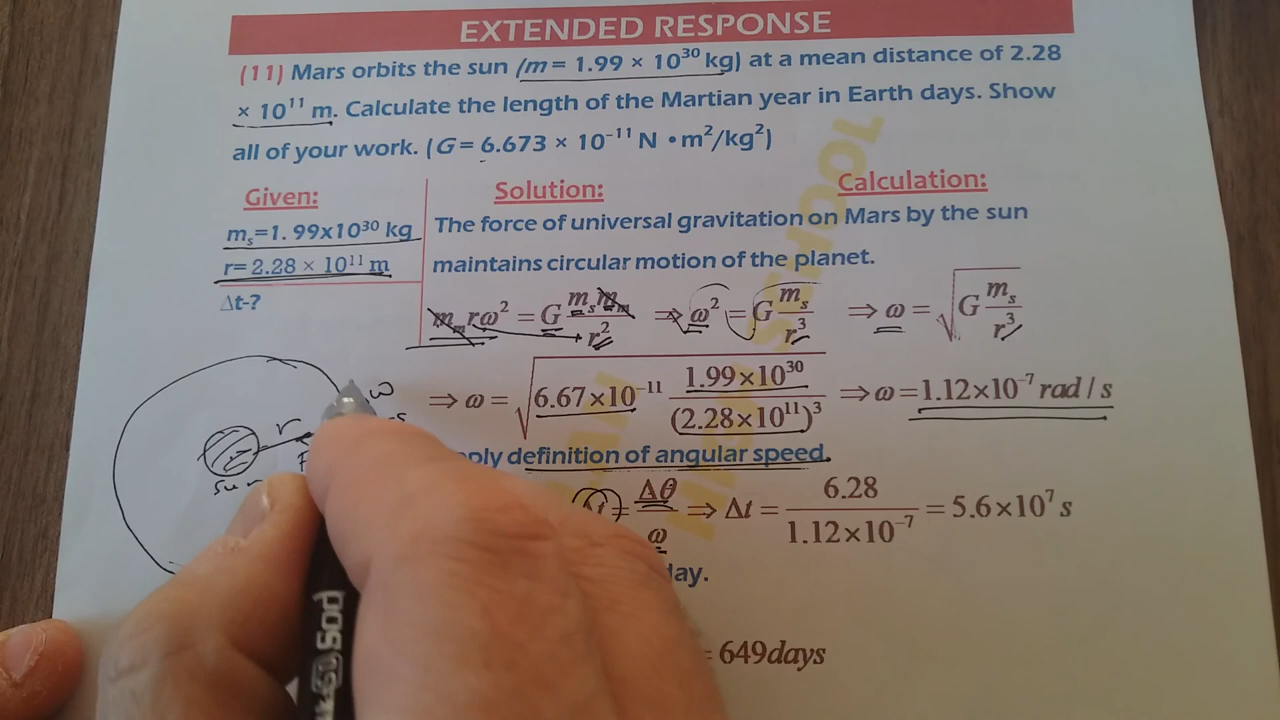 EXTENDED RESPONSE
(11) Mars orbits the sun (m = 1.99 × 10³⁰ kg) at a mean distance of 2.28
× 10¹¹ m. Calculate the length of the Martian year in Earth days. Show
all of your work. (G = 6.673 × 10⁻¹¹ N • m²/kg²)
Given:
Solution:
Calculation:
mₛ=1. 99x10³⁰ kg
r= 2.28 × 10¹¹ m
Δt-?
The force of universal gravitation on Mars by the sun
maintains circular motion of the planet.
mₘrω² = G mₛmₘ / r² ⇒ ω² = G mₛ / r³ ⇒ ω = √(G mₛ / r³)
⇒ ω = √(6.67×10⁻¹¹ 1.99×10³⁰ / (2.28×10¹¹)³) ⇒ ω = 1.12×10⁻⁷ rad / s
definition of angular speed.
= Δθ / ω ⇒ Δt = 6.28 / 1.12×10⁻⁷ = 5.6×10⁷ s
= 649days
ω
r
sun